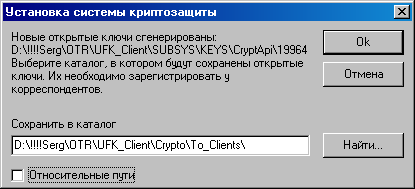 Установка системы криптозащиты
Новые открытые ключи сгенерированы:
D:\!!!!Serg\OTR\UFK_Client\SUBSYS\KEYS\CryptApi\19964
Выберите каталог, в котором будут сохранены открытые
ключи. Их необходимо зарегистрировать у
корреспондентов.
Ok
Отмена
Сохранить в каталог
D:\!!!!Serg\OTR\UFK_Client\Crypto\To_Clients\
Найти...
Относительные пути